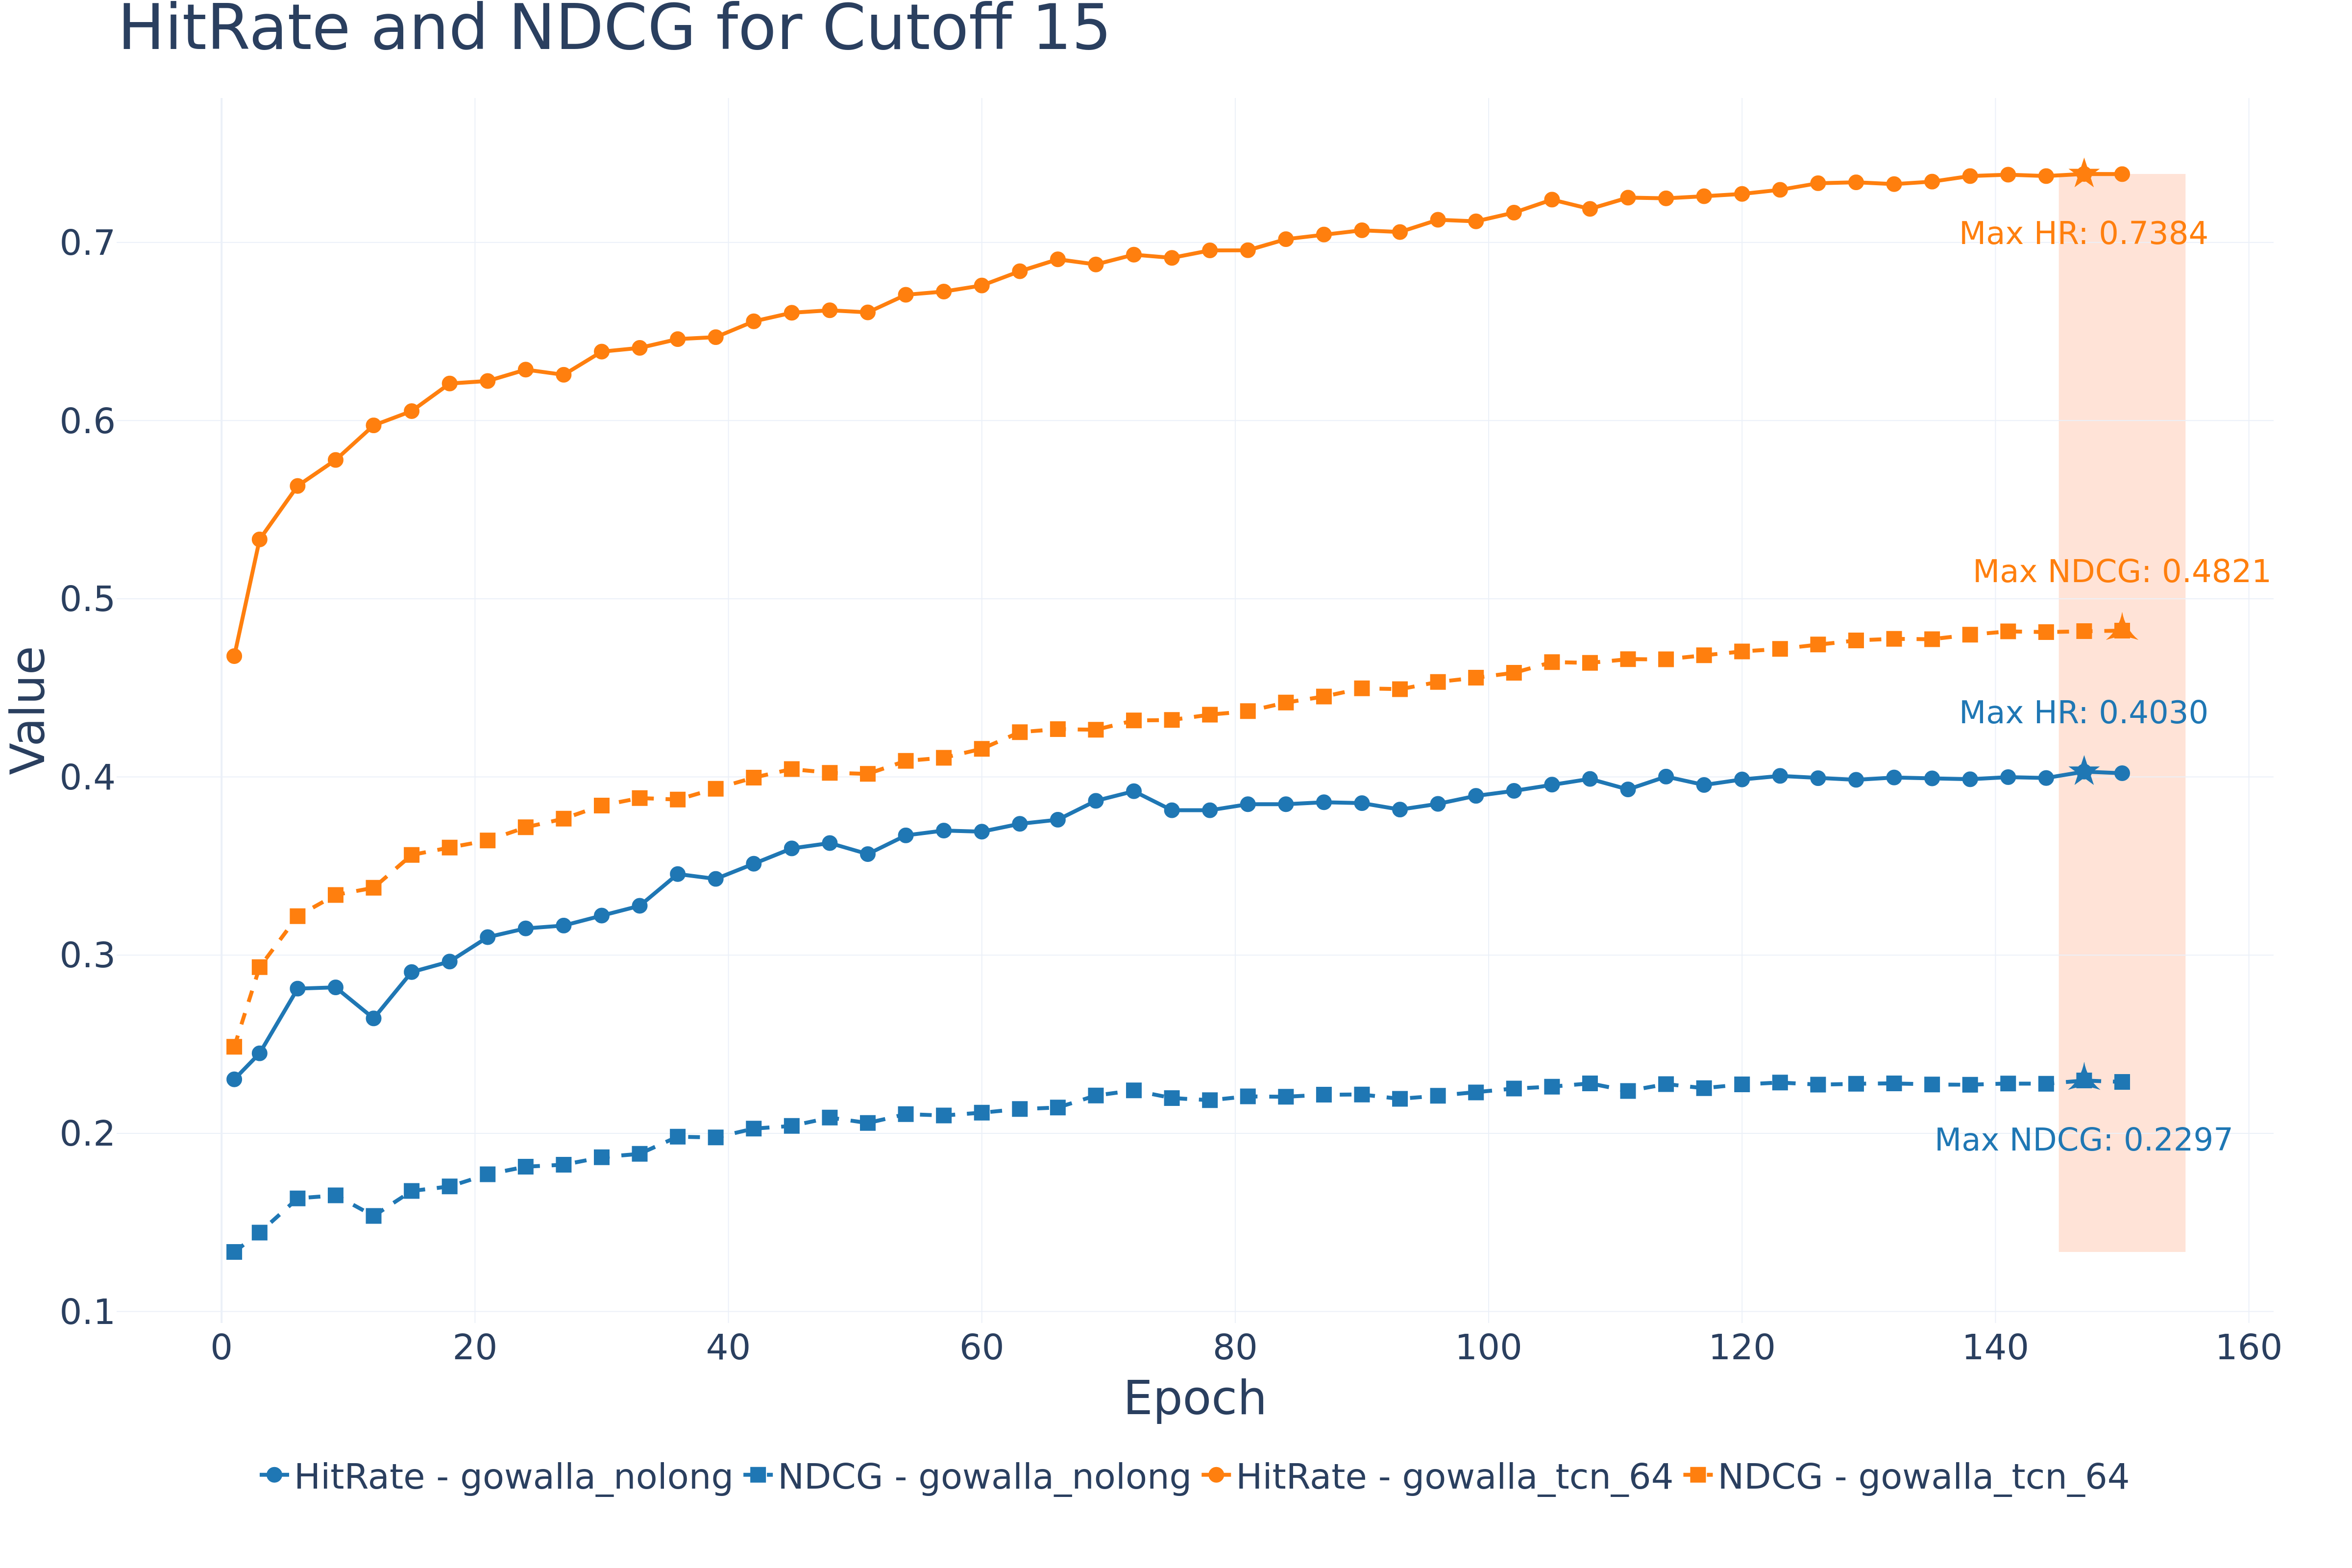 HitRate and NDCG for Cutoff 15
Value
0.7
0.6
0.5
0.4
0.3
0.2
0.1
Max HR: 0.7384
Max NDCG: 0.4821
Max HR: 0.4030
Max NDCG: 0.2297
0 20 40 60 80 100 120 140 160
Epoch
HitRate - gowalla_nolong NDCG - gowalla_nolong HitRate - gowalla_tcn_64 NDCG - gowalla_tcn_64